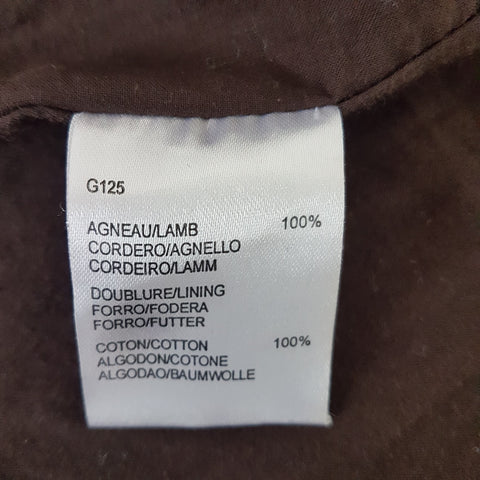 G125
AGNEAU/LAMB 100%
CORDERO/AGNELLO
CORDEIRO/LAMM
DOUBLURE/LINING
FORRO/FODERA
FORRO/FUTTER
COTON/COTTON 100%
ALGODON/COTONE
ALGODAO/BAUMWOLLE